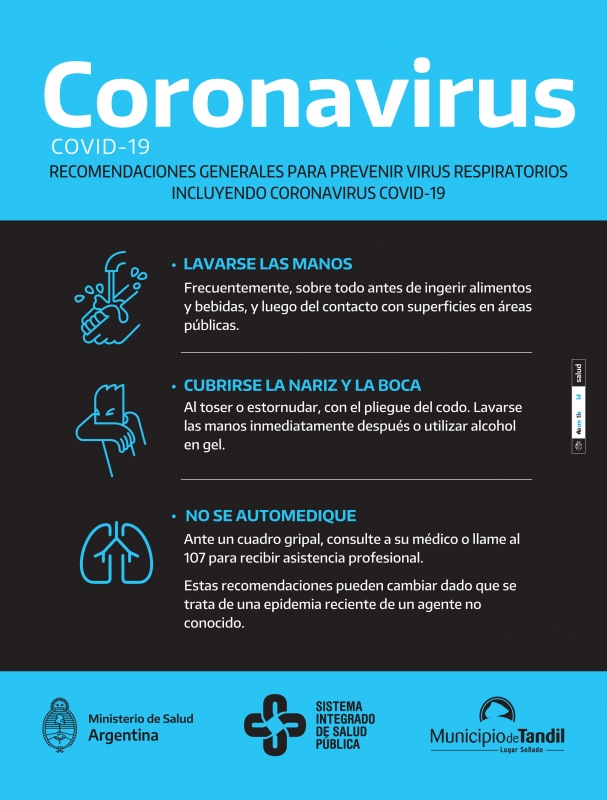 Coronavirus
COVID-19
RECOMENDACIONES GENERALES PARA PREVENIR VIRUS RESPIRATORIOS
INCLUYENDO CORONAVIRUS COVID-19
• LAVARSE LAS MANOS
Frecuentemente, sobre todo antes de ingerir alimentos
y bebidas, y luego del contacto con superficies en áreas
públicas.
• CUBRIRSE LA NARIZ Y LA BOCA
Al toser o estornudar, con el pliegue del codo. Lavarse
las manos inmediatamente después o utilizar alcohol
en gel.
• NO SE AUTOMEDIQUE
Ante un cuadro gripal, consulte a su médico o llame al
107 para recibir asistencia profesional.
Estas recomendaciones pueden cambiar dado que se
trata de una epidemia reciente de un agente no
conocido.
salud
Ministerio de Salud
Argentina
SISTEMA
INTEGRADO
DE SALUD
PÚBLICA
Municipio de Tandil
Lugar Soñado